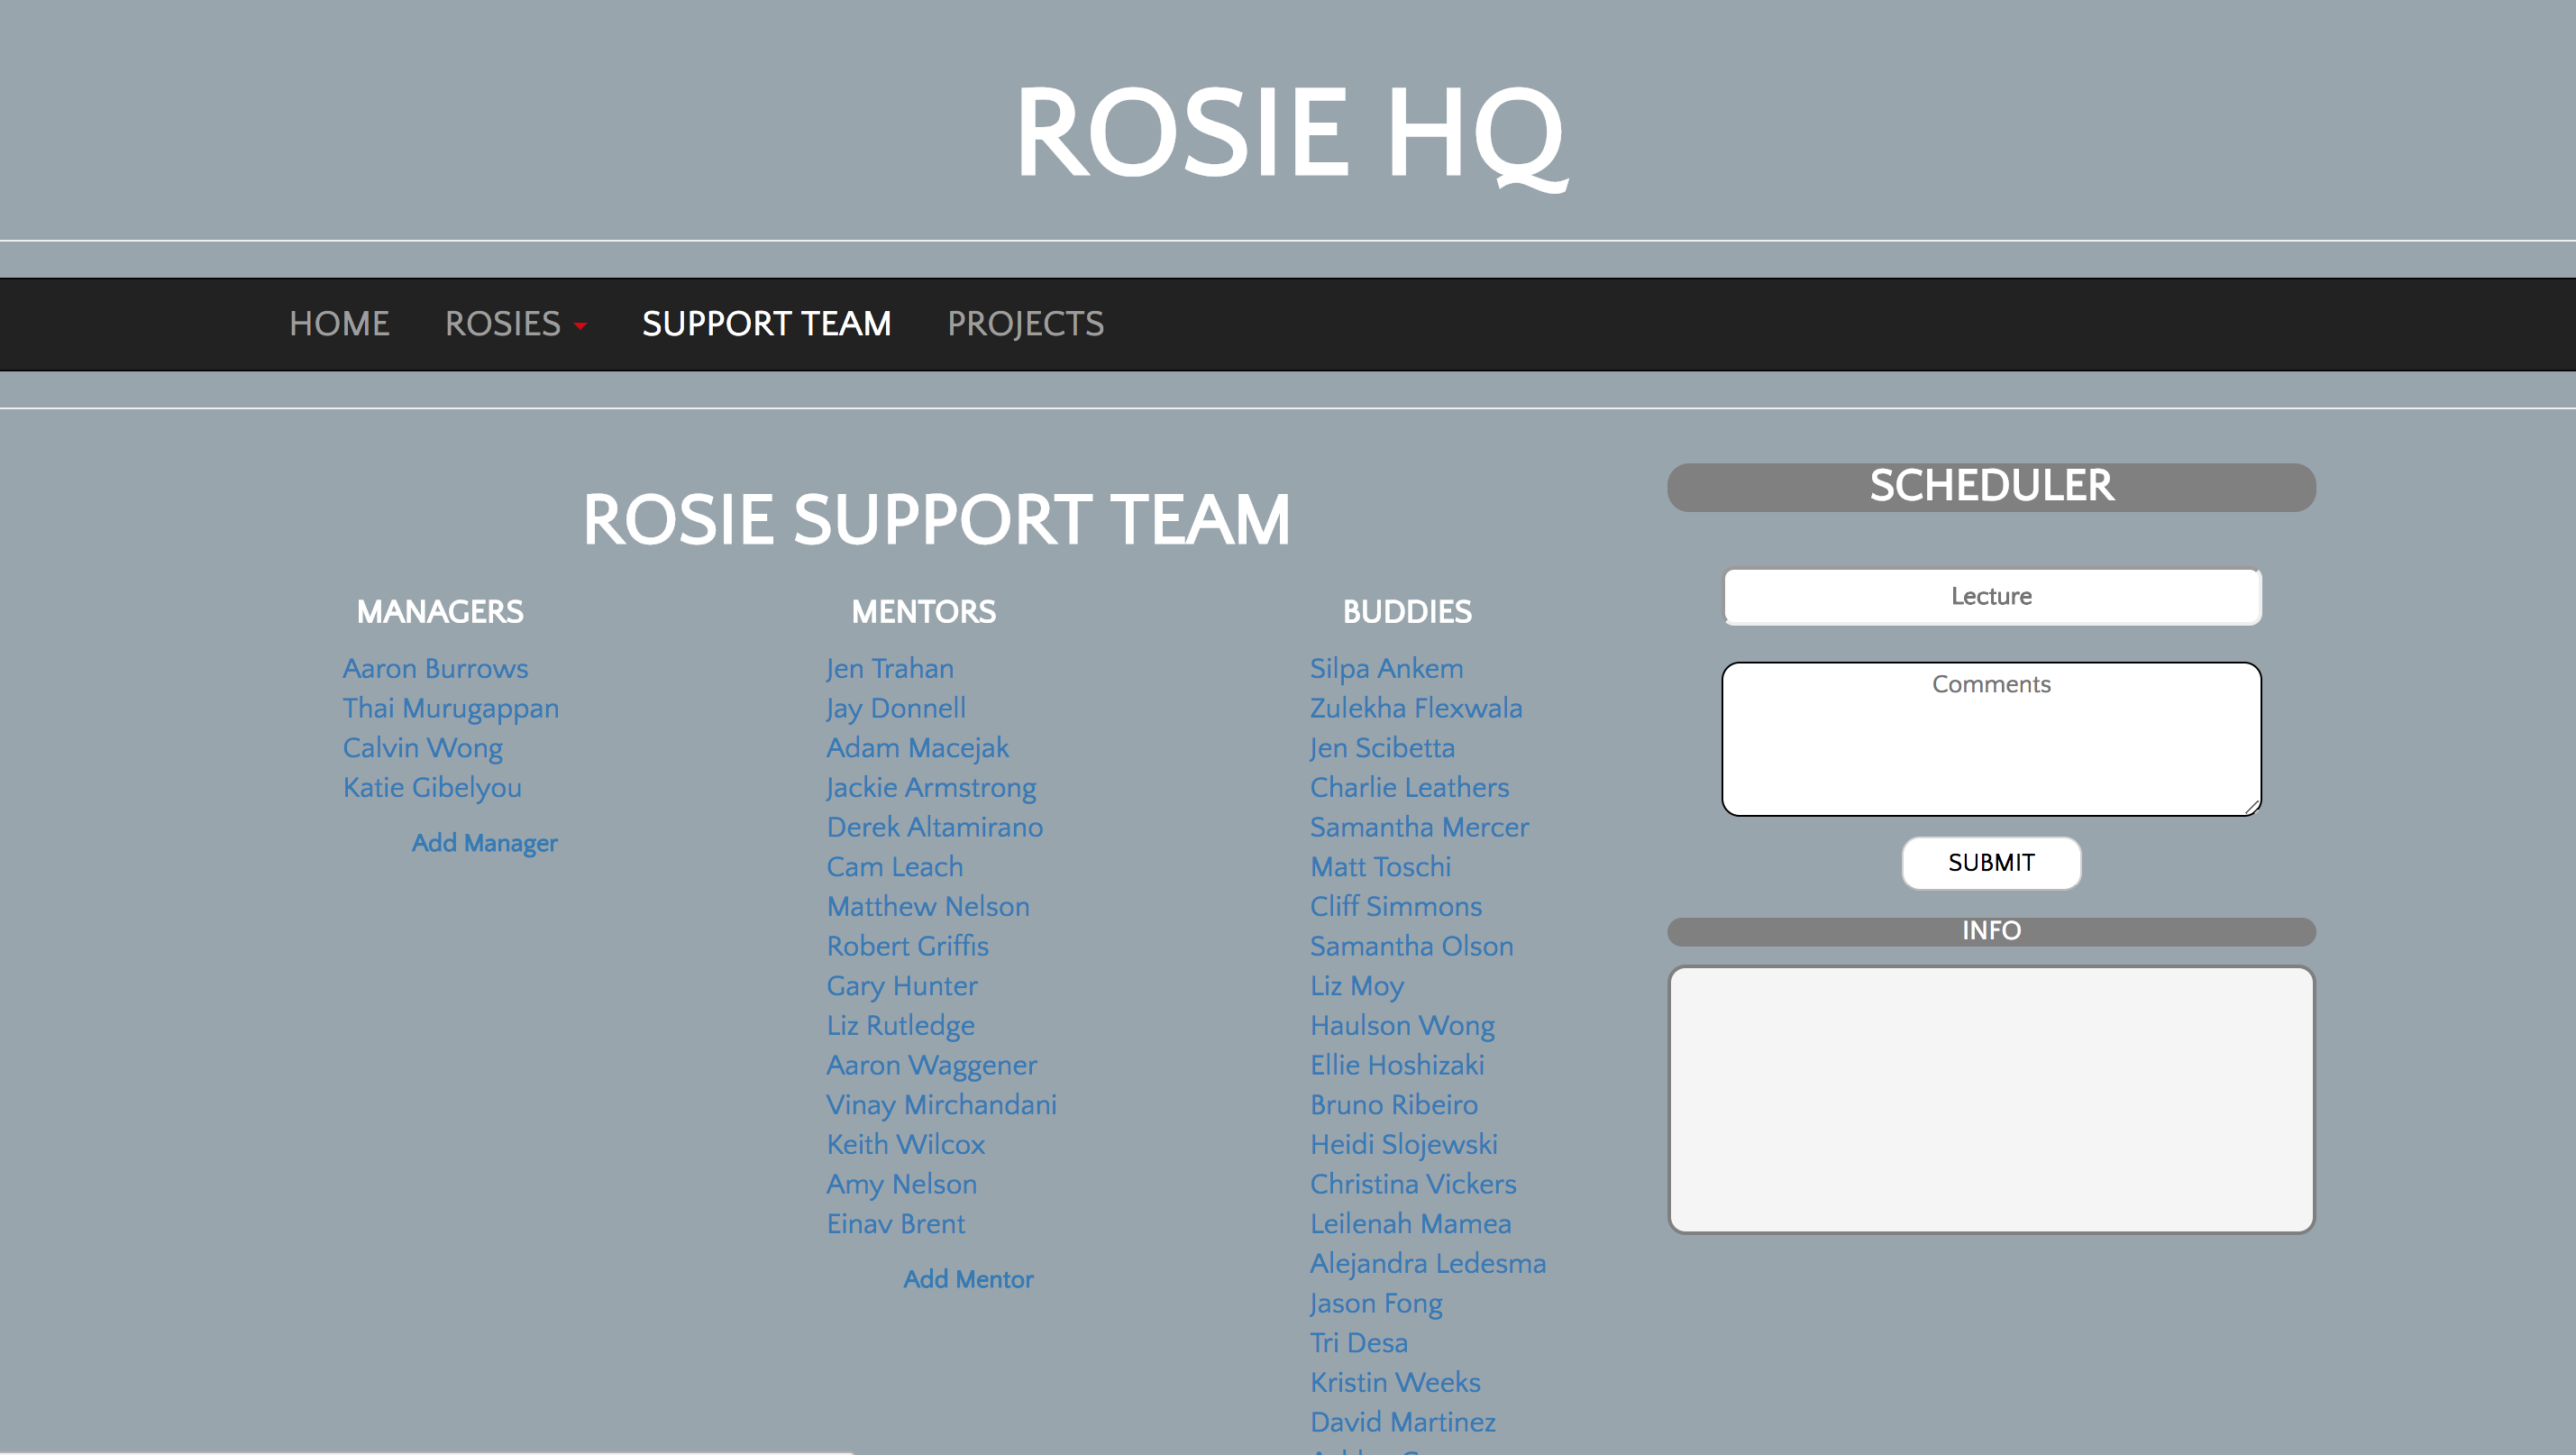 ROSIE HQ
HOME ROSIES SUPPORT TEAM PROJECTS
ROSIE SUPPORT TEAM
MANAGERS
Aaron Burrows
Thai Murugappan
Calvin Wong
Katie Gibelyou
Add Manager
MENTORS
Jen Trahan
Jay Donnell
Adam Macejak
Jackie Armstrong
Derek Altamirano
Cam Leach
Matthew Nelson
Robert Griffis
Gary Hunter
Liz Rutledge
Aaron Waggener
Vinay Mirchandani
Keith Wilcox
Amy Nelson
Einav Brent
Add Mentor
BUDDIES
Silpa Ankem
Zulekha Flexwala
Jen Scibetta
Charlie Leathers
Samantha Mercer
Matt Toschi
Cliff Simmons
Samantha Olson
Liz Moy
Haulson Wong
Ellie Hoshizaki
Bruno Ribeiro
Heidi Slojewski
Christina Vickers
Leilenah Mamea
Alejandra Ledesma
Jason Fong
Tri Desa
Kristin Weeks
David Martinez
SCHEDULER
Lecture
Comments
SUBMIT
INFO